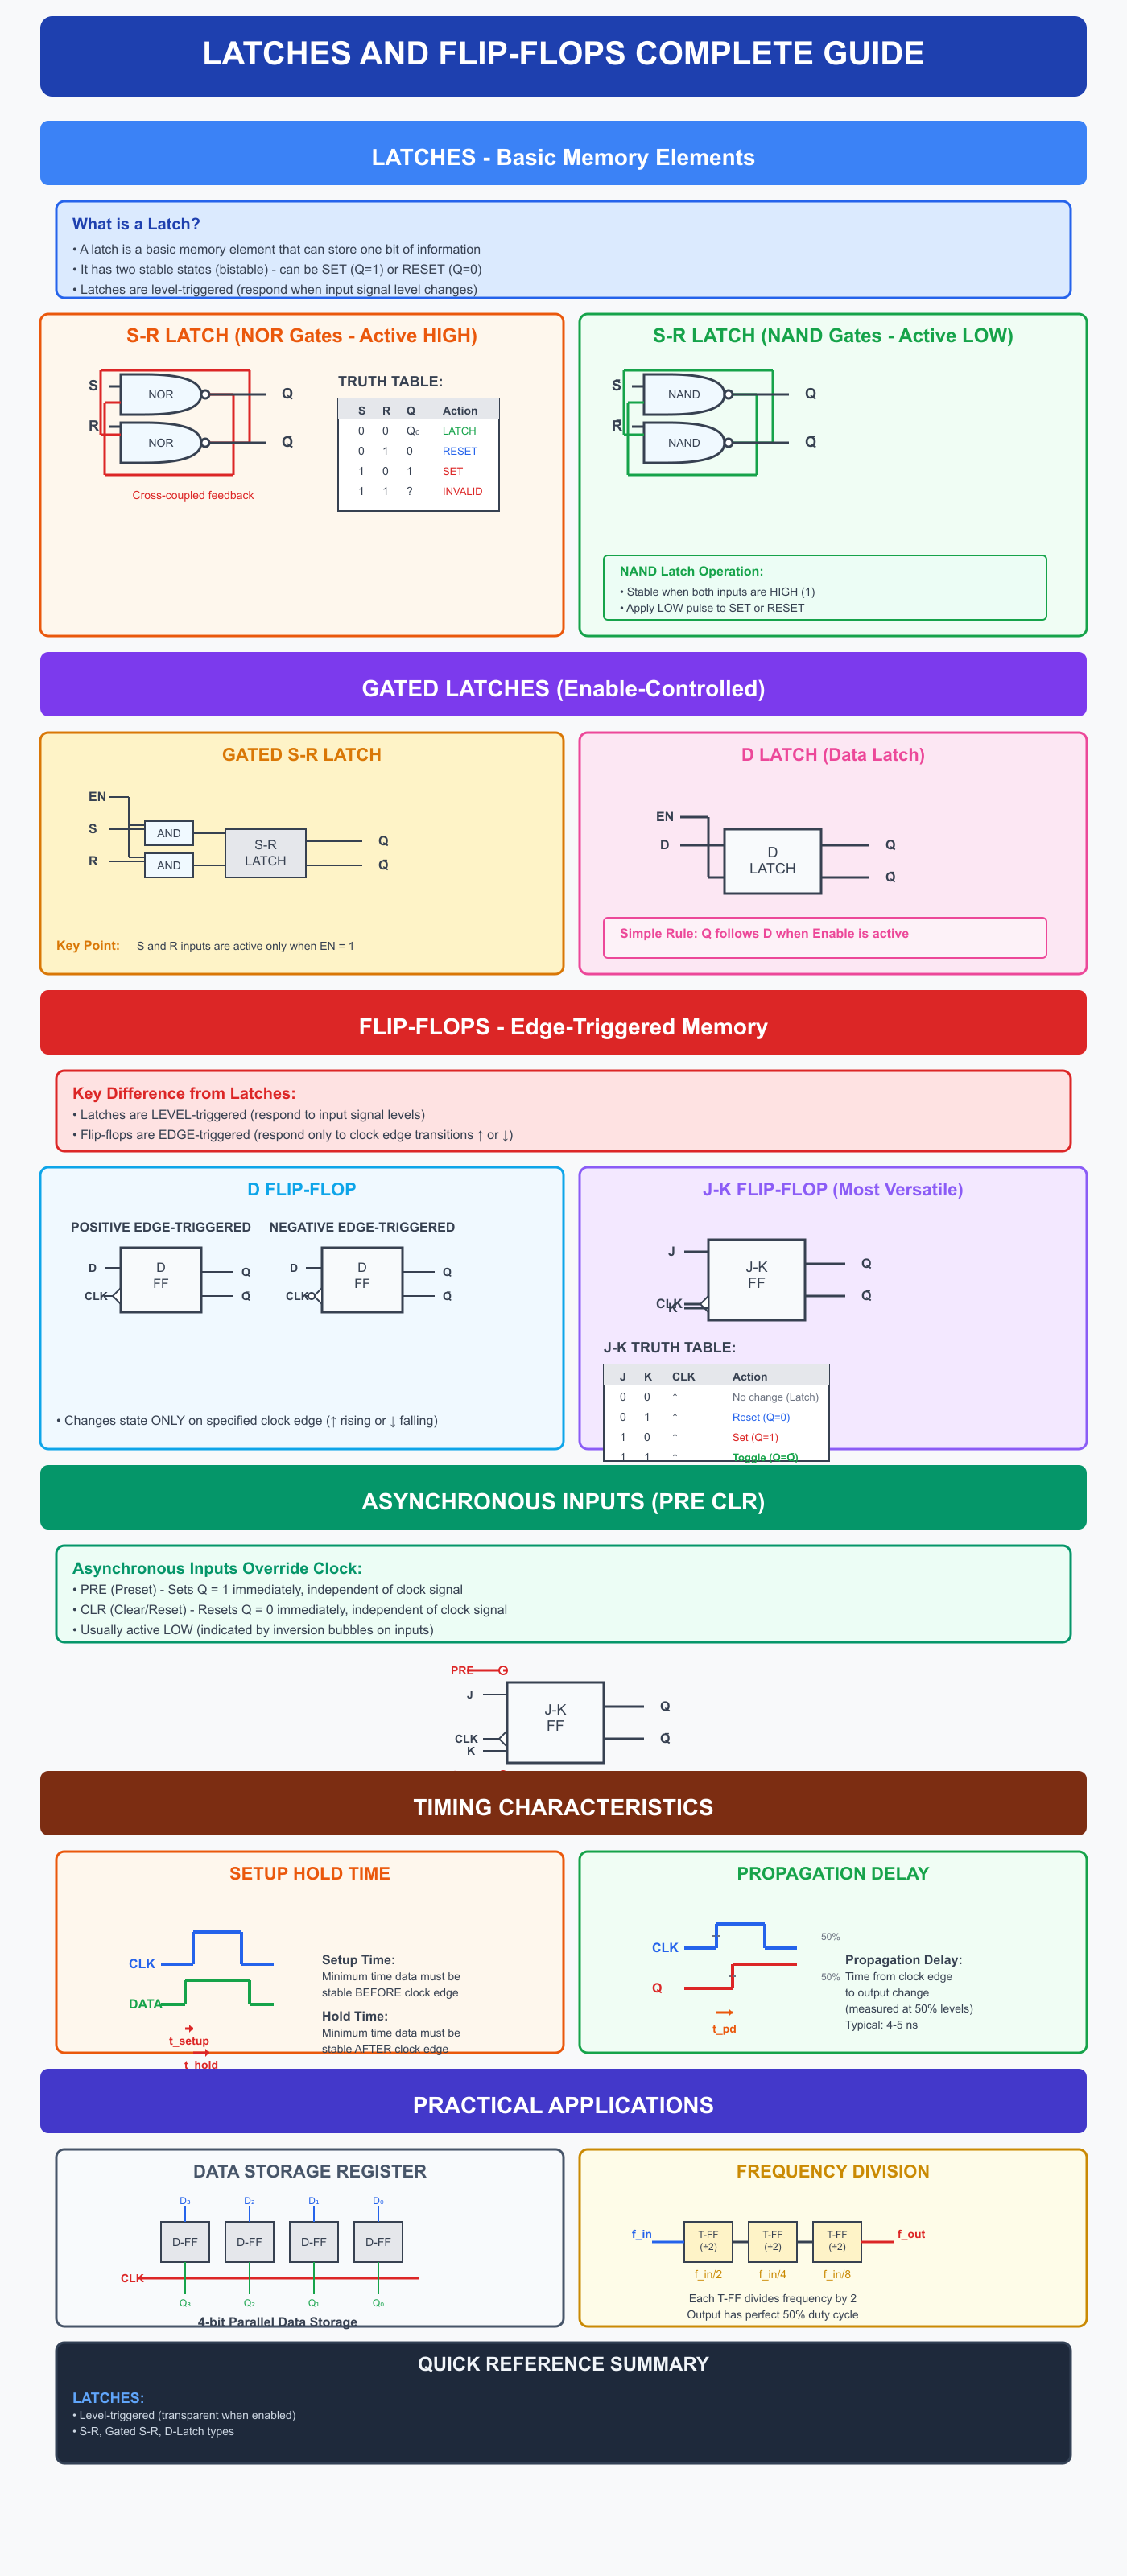 LATCHES AND FLIP-FLOPS COMPLETE GUIDE
LATCHES - Basic Memory Elements
What is a Latch?
• A latch is a basic memory element that can store one bit of information
• It has two stable states (bistable) - can be SET (Q=1) or RESET (Q=0)
• Latches are level-triggered (respond when input signal level changes)
S-R LATCH (NOR Gates - Active HIGH)
S
NOR
Q
R
NOR
Q̄
Cross-coupled feedback
TRUTH TABLE:
S R Q Action
0 0 Q₀ LATCH
0 1 0 RESET
1 0 1 SET
1 1 ? INVALID
S-R LATCH (NAND Gates - Active LOW)
S̄
NAND
Q
R̄
NAND
Q̄
NAND Latch Operation:
• Stable when both inputs are HIGH (1)
• Apply LOW pulse to SET or RESET
GATED LATCHES (Enable-Controlled)
GATED S-R LATCH
EN
S
AND
R
AND
S-R
LATCH
Q
Q̄
Key Point: S and R inputs are active only when EN = 1
D LATCH (Data Latch)
EN
D
D
LATCH
Q
Q̄
Simple Rule: Q follows D when Enable is active
FLIP-FLOPS - Edge-Triggered Memory
Key Difference from Latches:
• Latches are LEVEL-triggered (respond to input signal levels)
• Flip-flops are EDGE-triggered (respond only to clock edge transitions ↑ or ↓)
D FLIP-FLOP
POSITIVE EDGE-TRIGGERED
D
CLK
D
FF
Q
Q̄
NEGATIVE EDGE-TRIGGERED
D
CLK
D
FF
Q
Q̄
• Changes state ONLY on specified clock edge (↑ rising or ↓ falling)
J-K FLIP-FLOP (Most Versatile)
J
CLK
K
J-K
FF
Q
Q̄
J-K TRUTH TABLE:
J K CLK Action
0 0 ↑ No change (Latch)
0 1 ↑ Reset (Q=0)
1 0 ↑ Set (Q=1)
1 1 ↑ Toggle (Q=Q̄)
ASYNCHRONOUS INPUTS (PRE CLR)
Asynchronous Inputs Override Clock:
• PRE (Preset) - Sets Q = 1 immediately, independent of clock signal
• CLR (Clear/Reset) - Resets Q = 0 immediately, independent of clock signal
• Usually active LOW (indicated by inversion bubbles on inputs)
PRE
J
CLK
K
J-K
FF
Q
Q̄
TIMING CHARACTERISTICS
SETUP HOLD TIME
CLK
DATA
t_setup
t_hold
Setup Time:
Minimum time data must be
stable BEFORE clock edge
Hold Time:
Minimum time data must be
stable AFTER clock edge
PROPAGATION DELAY
CLK
Q
t_pd
50%
50%
Propagation Delay:
Time from clock edge
to output change
(measured at 50% levels)
Typical: 4-5 ns
PRACTICAL APPLICATIONS
DATA STORAGE REGISTER
D₃ D₂ D₁ D₀
D-FF D-FF D-FF D-FF
CLK
Q₃ Q₂ Q₁ Q₀
4-bit Parallel Data Storage
FREQUENCY DIVISION
f_in
T-FF T-FF T-FF
(÷2) (÷2) (÷2)
f_out
f_in/2 f_in/4 f_in/8
Each T-FF divides frequency by 2
Output has perfect 50% duty cycle
QUICK REFERENCE SUMMARY
LATCHES:
• Level-triggered (transparent when enabled)
• S-R, Gated S-R, D-Latch types